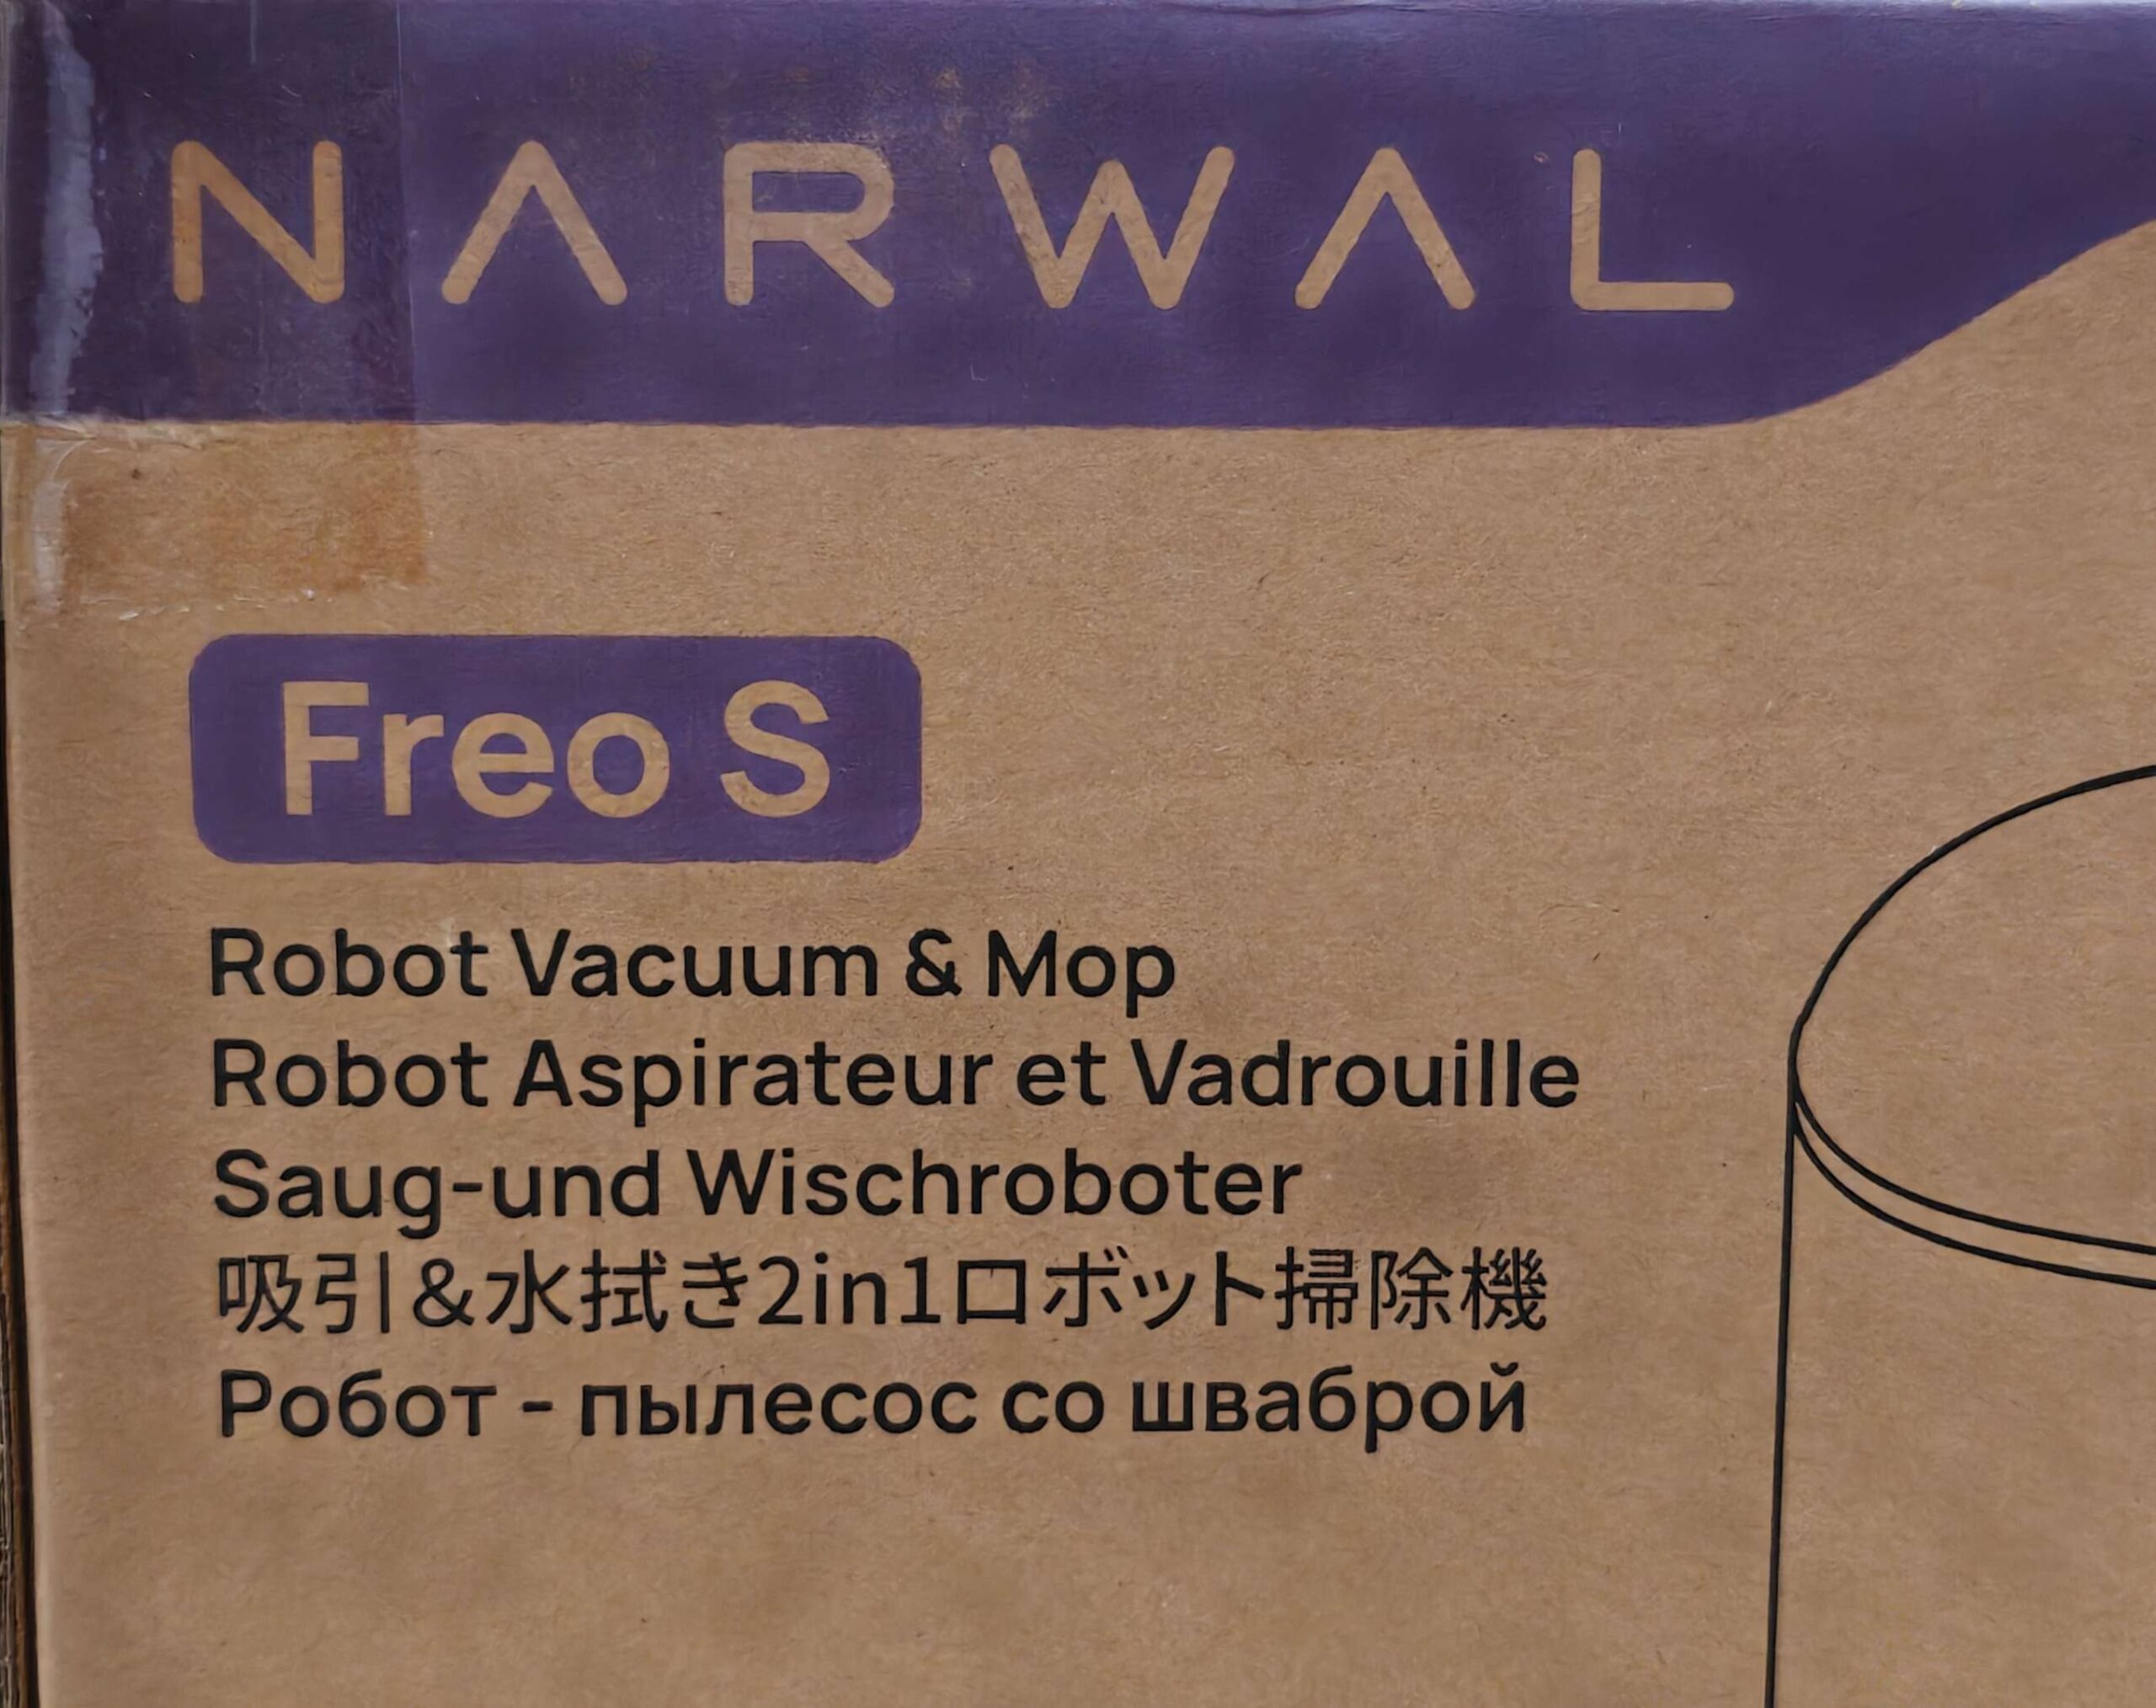 NARWAL
Freo S
Robot Vacuum & Mop
Robot Aspirateur et Vadrouille
Saug-und Wischroboter
吸引&水拭き2in1ロボット掃除機
Робот - пылесос со шваброй